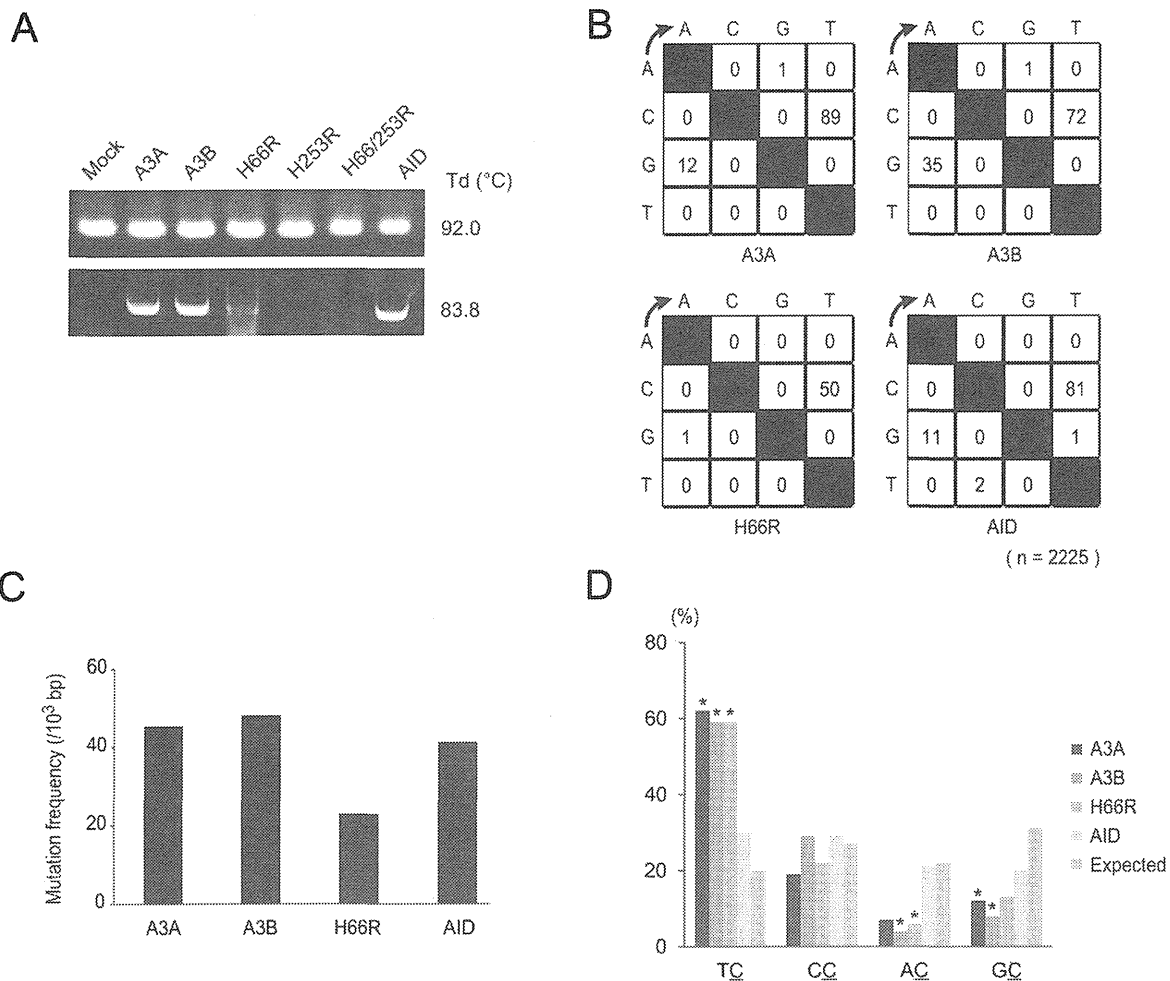 A
Mock A3A A3B H66R H253R H66/253R AID
Td (°C)
92.0
83.8
B
A C G T
A 0 1 0
C 0 0 89
G 12 0 0
T 0 0 0
A3A
A C G T
A 0 1 0
C 0 0 72
G 35 0 0
T 0 0 0
A3B
A C G T
A 0 0 0
C 0 0 50
G 1 0 0
T 0 0 0
H66R
A C G T
A 0 0 0
C 0 0 81
G 11 0 1
T 0 2 0
AID
( n = 2225 )
C
Mutation frequency (/10³ bp)
60
40
20
0
A3A A3B H66R AID
D
(%)
80
60
40
20
0
* * *
* *
* *
TC CC AC GC
A3A
A3B
H66R
AID
Expected